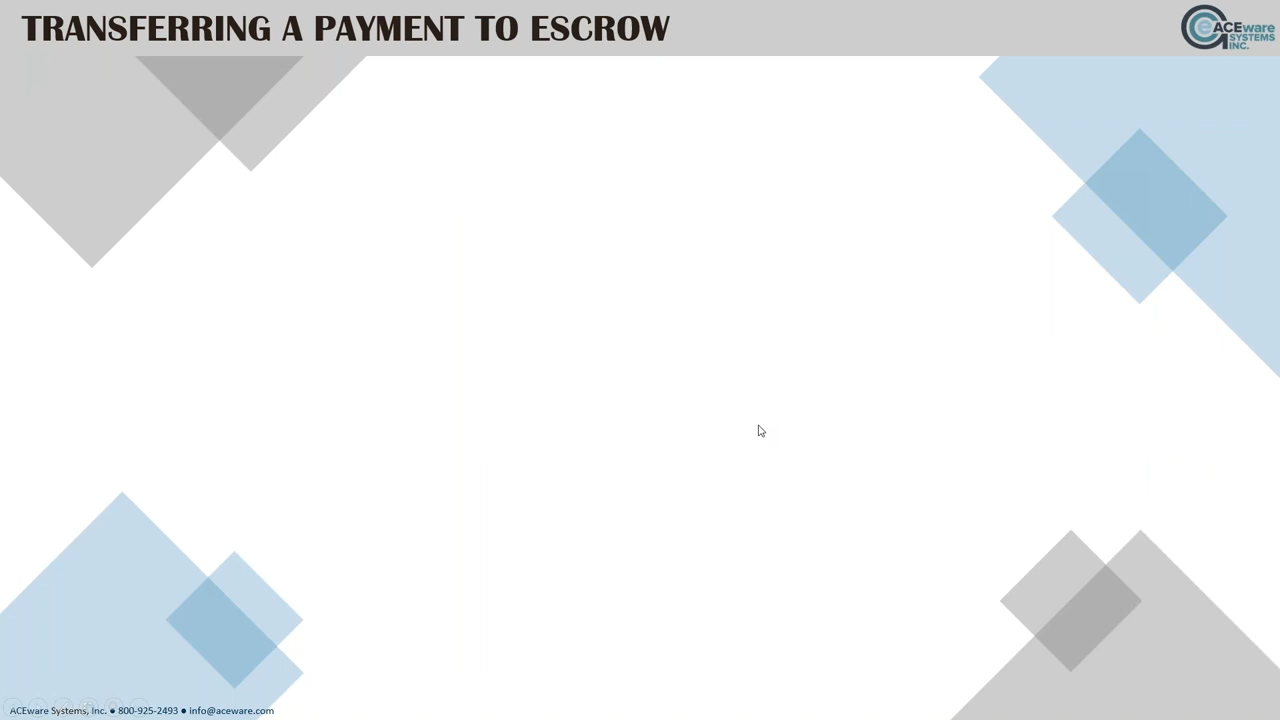 TRANSFERRING A PAYMENT TO ESCROW
e ACEware
SYSTEMS
INC.
ACEware Systems, Inc. ● 800-925-2493 ● info@aceware.com